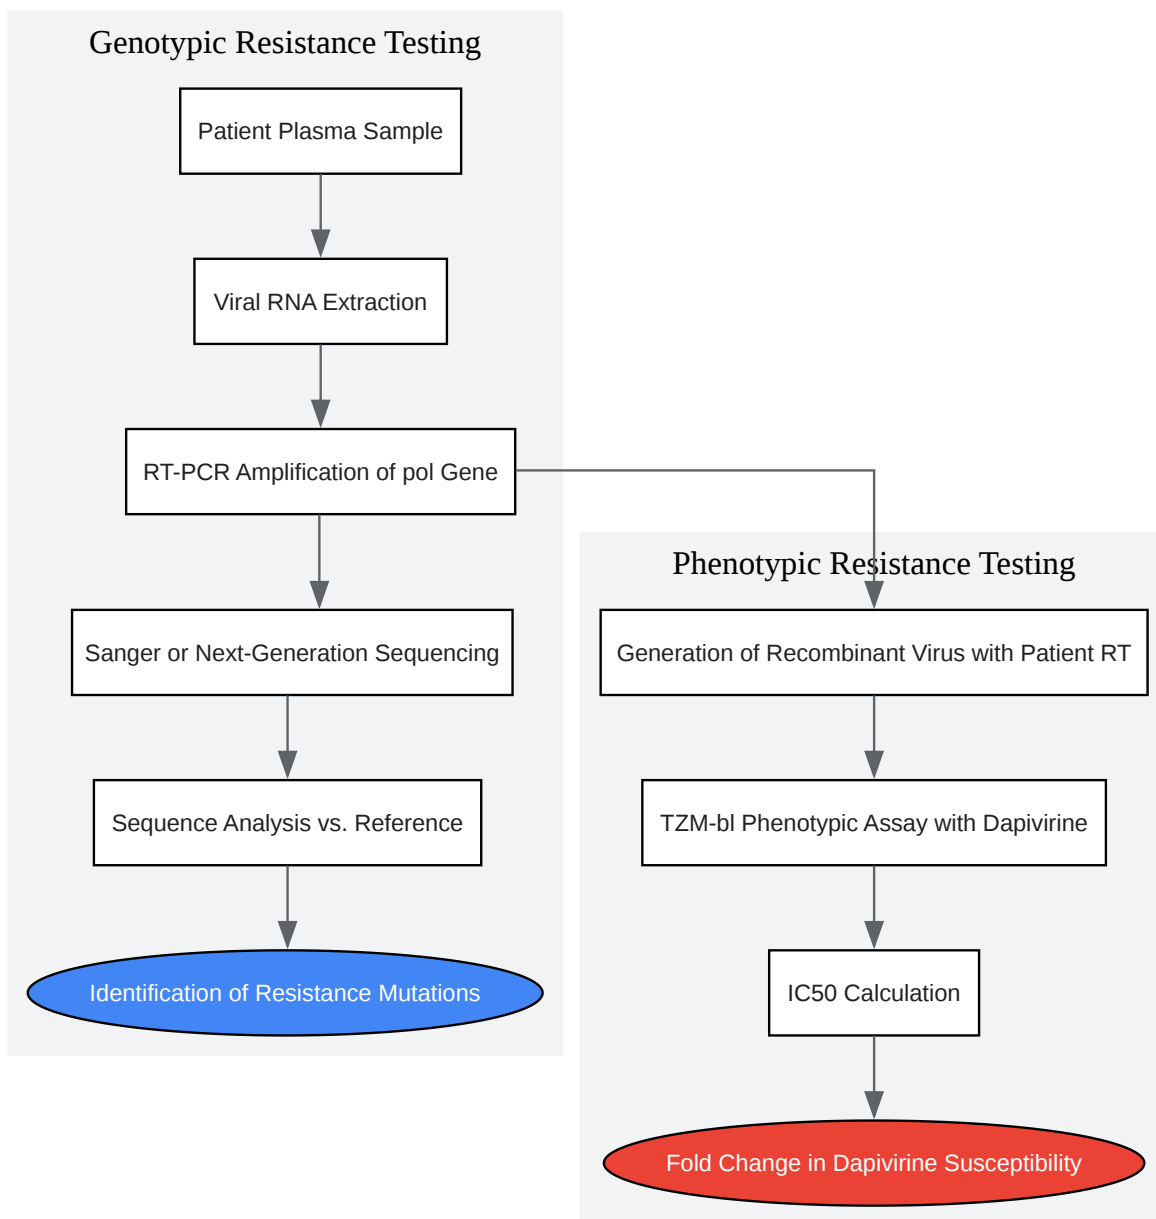 Genotypic Resistance Testing
Patient Plasma Sample
Viral RNA Extraction
RT-PCR Amplification of pol Gene
Sanger or Next-Generation Sequencing
Sequence Analysis vs. Reference
Identification of Resistance Mutations
Phenotypic Resistance Testing
Generation of Recombinant Virus with Patient RT
TZM-bl Phenotypic Assay with Dapivirine
IC50 Calculation
Fold Change in Dapivirine Susceptibility